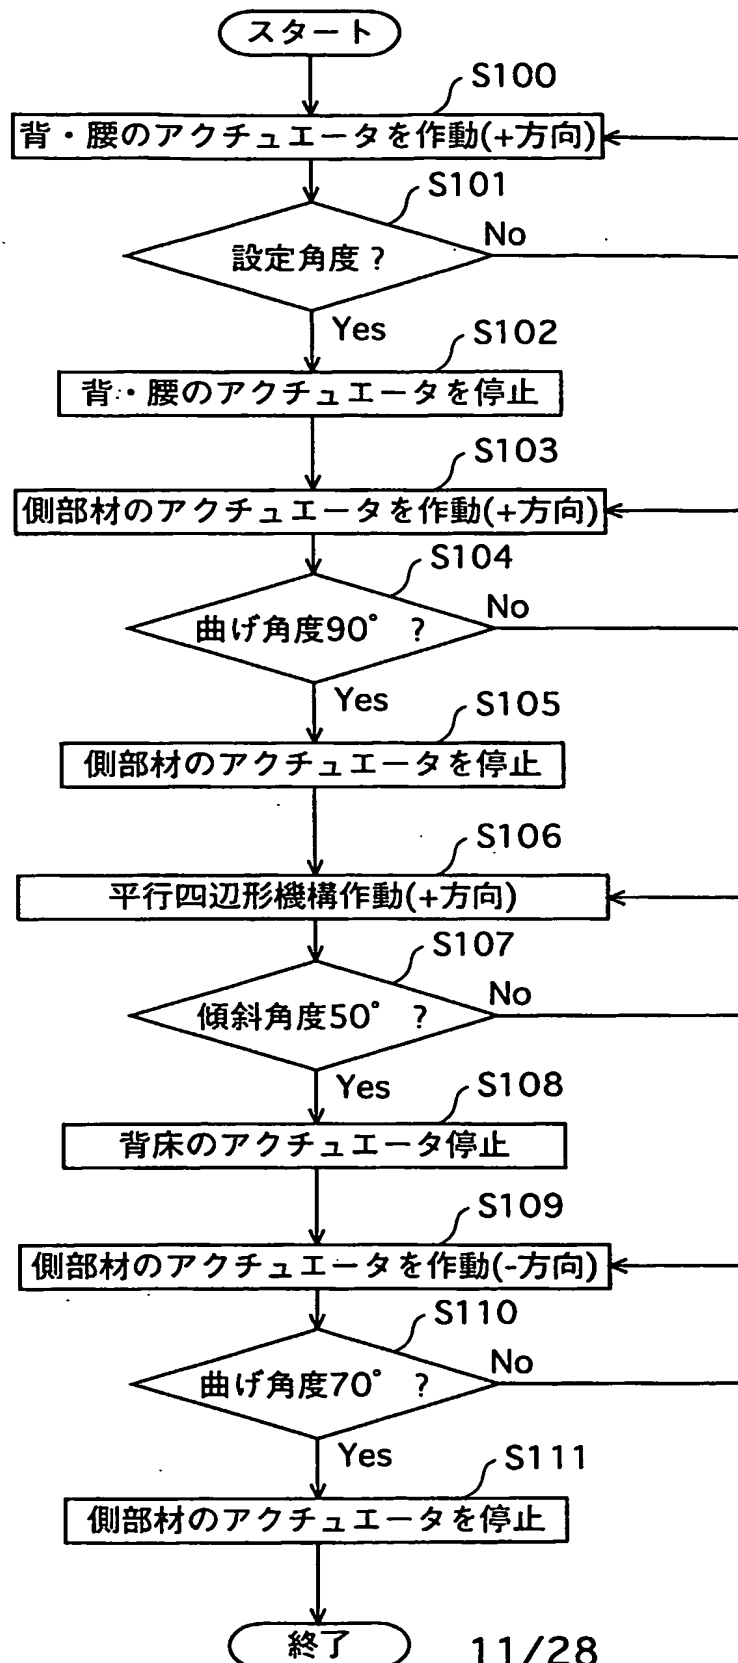 スタート
S100
背・腰のアクチュエータを作動(+方向)
S101
設定角度?
No
Yes
S102
背・腰のアクチュエータを停止
S103
側部材のアクチュエータを作動(+方向)
S104
曲げ角度90° ?
No
Yes
S105
側部材のアクチュエータを停止
S106
平行四辺形機構作動(+方向)
S107
傾斜角度50° ?
No
Yes
S108
背床のアクチュエータ停止
S109
側部材のアクチュエータを作動(-方向)
S110
曲げ角度70° ?
No
Yes
S111
側部材のアクチュエータを停止
終了
11/28